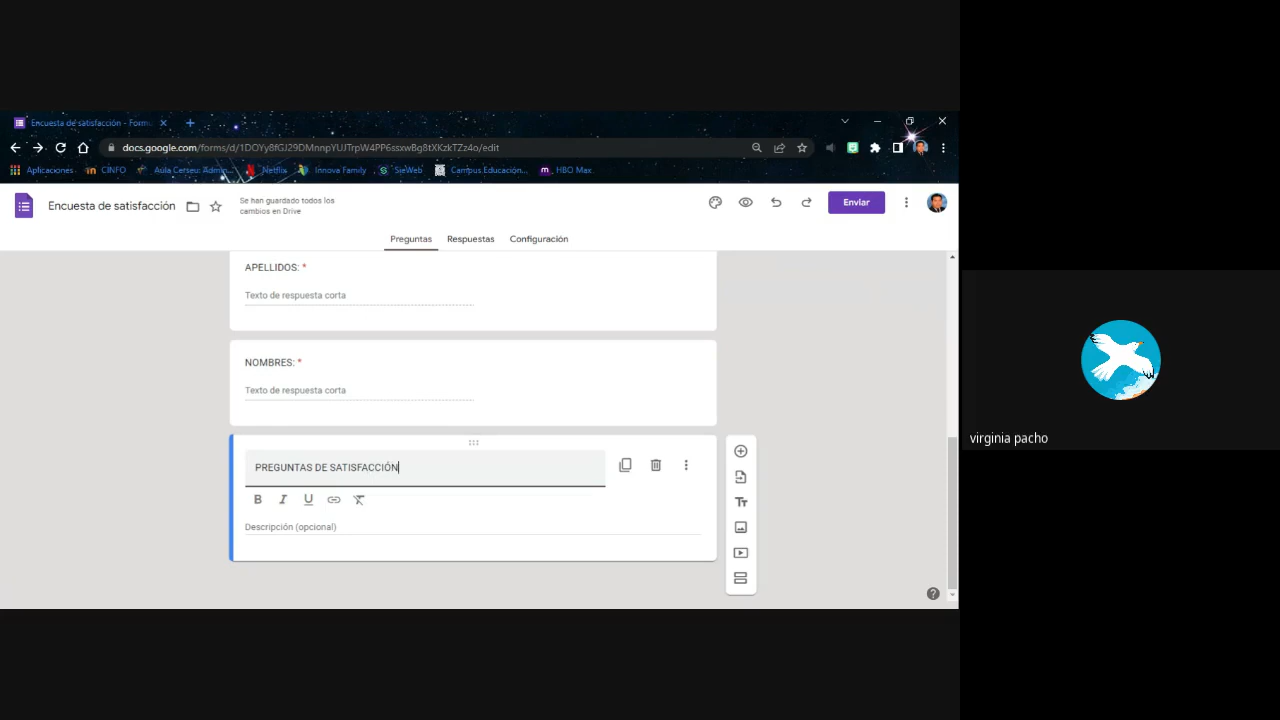 Encuesta de satisfacción - Formu
docs.google.com/forms/d/1DOYy8fGJ29DMnnpYUJTrpW4PP6ssxwBg8tXKzkTZz4o/edit
Aplicaciones
CINFO
Aula Cerseu: Admin...
Netflix
Innova Family
SieWeb
Campus Educación...
HBO Max
Encuesta de satisfacción
Se han guardado todos los
cambios en Drive
Enviar
Preguntas
Respuestas
Configuración
APELLIDOS: *
Texto de respuesta corta
NOMBRES: *
Texto de respuesta corta
PREGUNTAS DE SATISFACCIÓN
B I U
Descripción (opcional)
virginia pacho